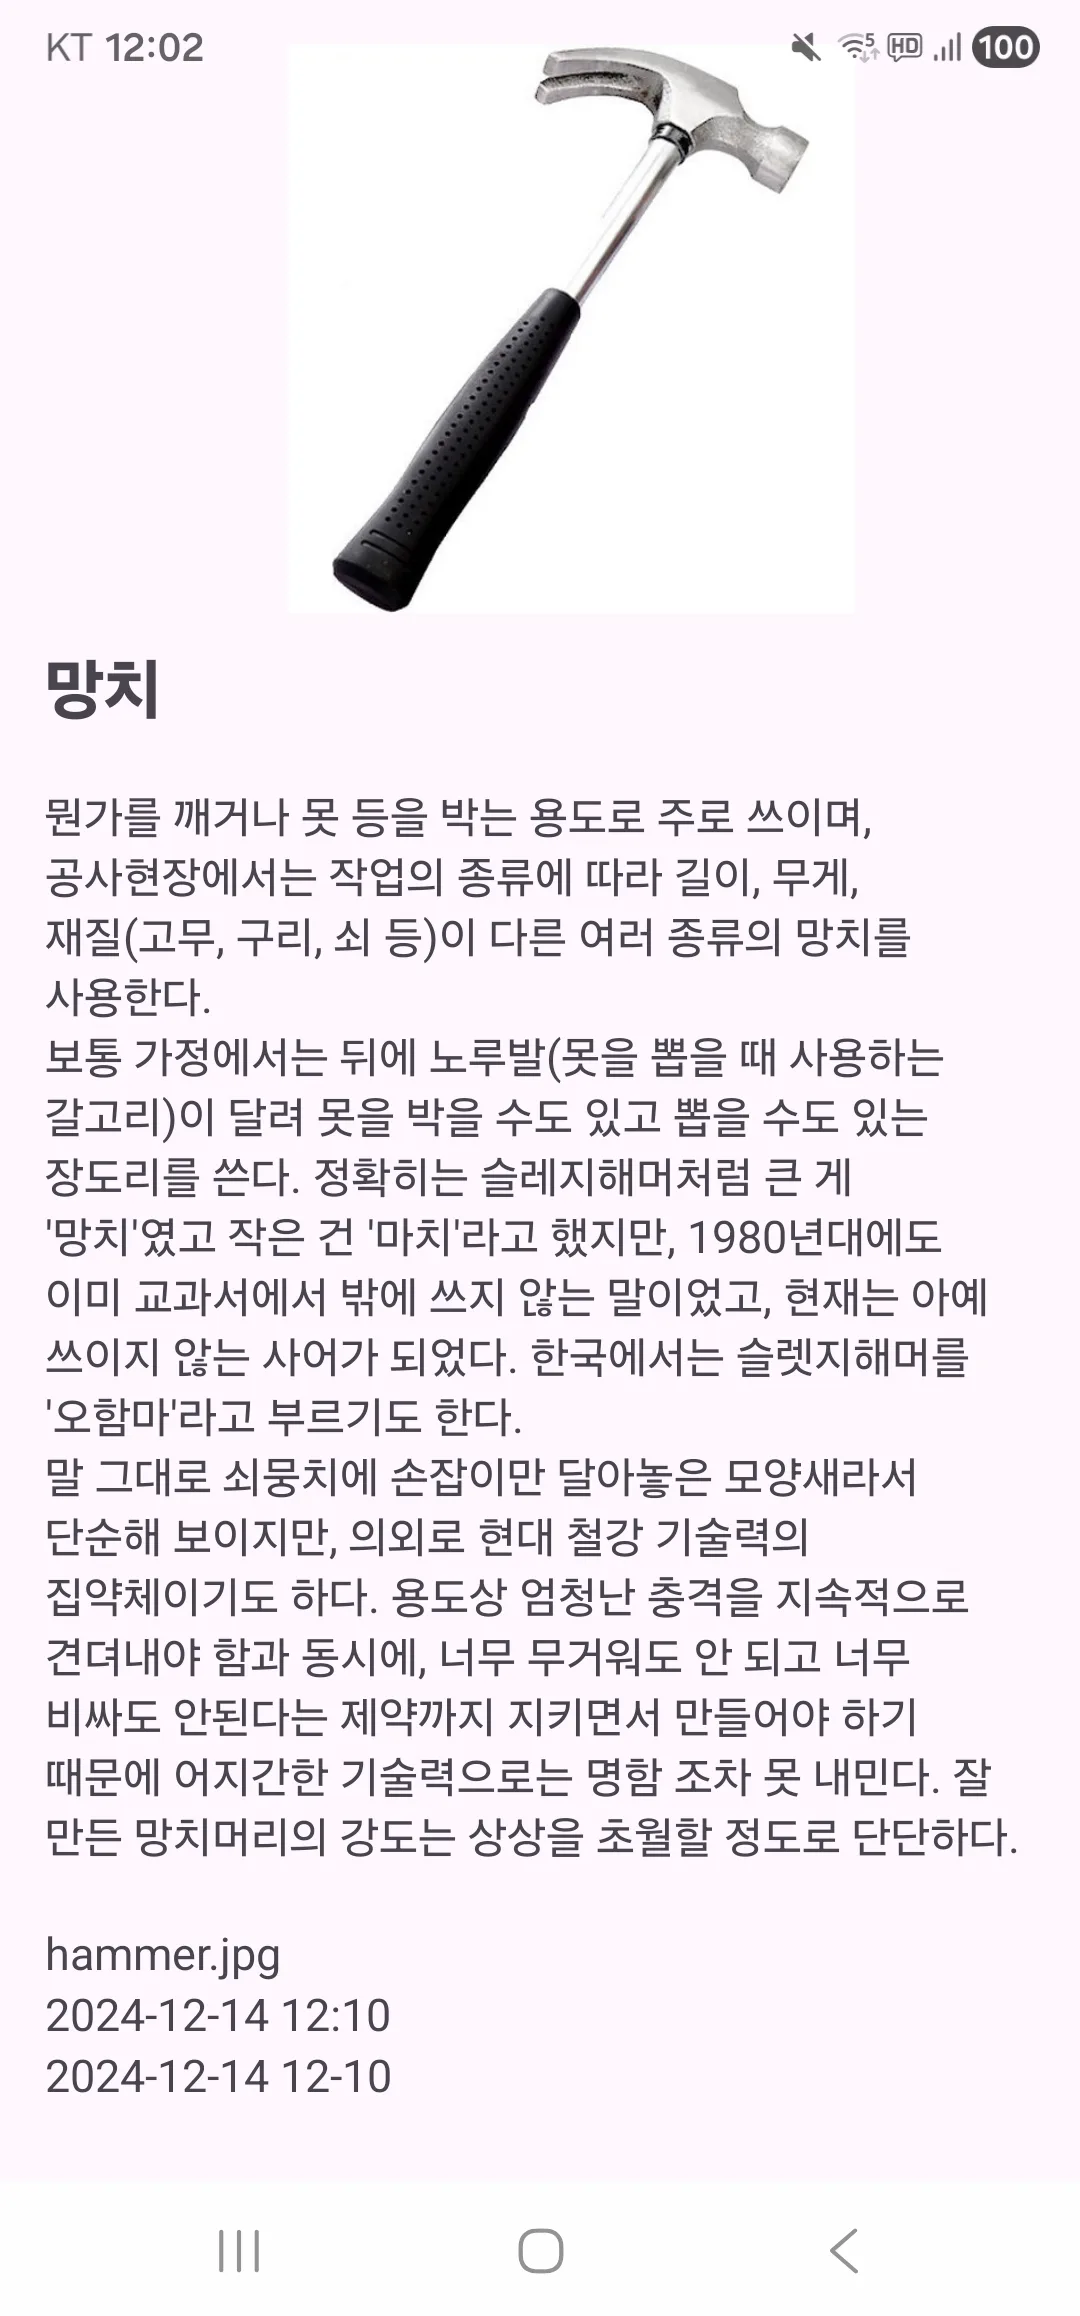 KT 12:02
5 HD 100
망치
뭔가를 깨거나 못 등을 박는 용도로 주로 쓰이며,
공사현장에서는 작업의 종류에 따라 길이, 무게,
재질(고무, 구리, 쇠 등)이 다른 여러 종류의 망치를
사용한다.
보통 가정에서는 뒤에 노루발(못을 뽑을 때 사용하는
갈고리)이 달려 못을 박을 수도 있고 뽑을 수도 있는
장도리를 쓴다. 정확히는 슬레지해머처럼 큰 게
'망치'였고 작은 건 '마치'라고 했지만, 1980년대에도
이미 교과서에서 밖에 쓰지 않는 말이었고, 현재는 아예
쓰이지 않는 사어가 되었다. 한국에서는 슬렛지해머를
'오함마'라고 부르기도 한다.
말 그대로 쇠뭉치에 손잡이만 달아놓은 모양새라서
단순해 보이지만, 의외로 현대 철강 기술력의
집약체이기도 하다. 용도상 엄청난 충격을 지속적으로
견뎌내야 함과 동시에, 너무 무거워도 안 되고 너무
비싸도 안된다는 제약까지 지키면서 만들어야 하기
때문에 어지간한 기술력으로는 명함 조차 못 내민다. 잘
만든 망치머리의 강도는 상상을 초월할 정도로 단단하다.
hammer.jpg
2024-12-14 12:10
2024-12-14 12-10